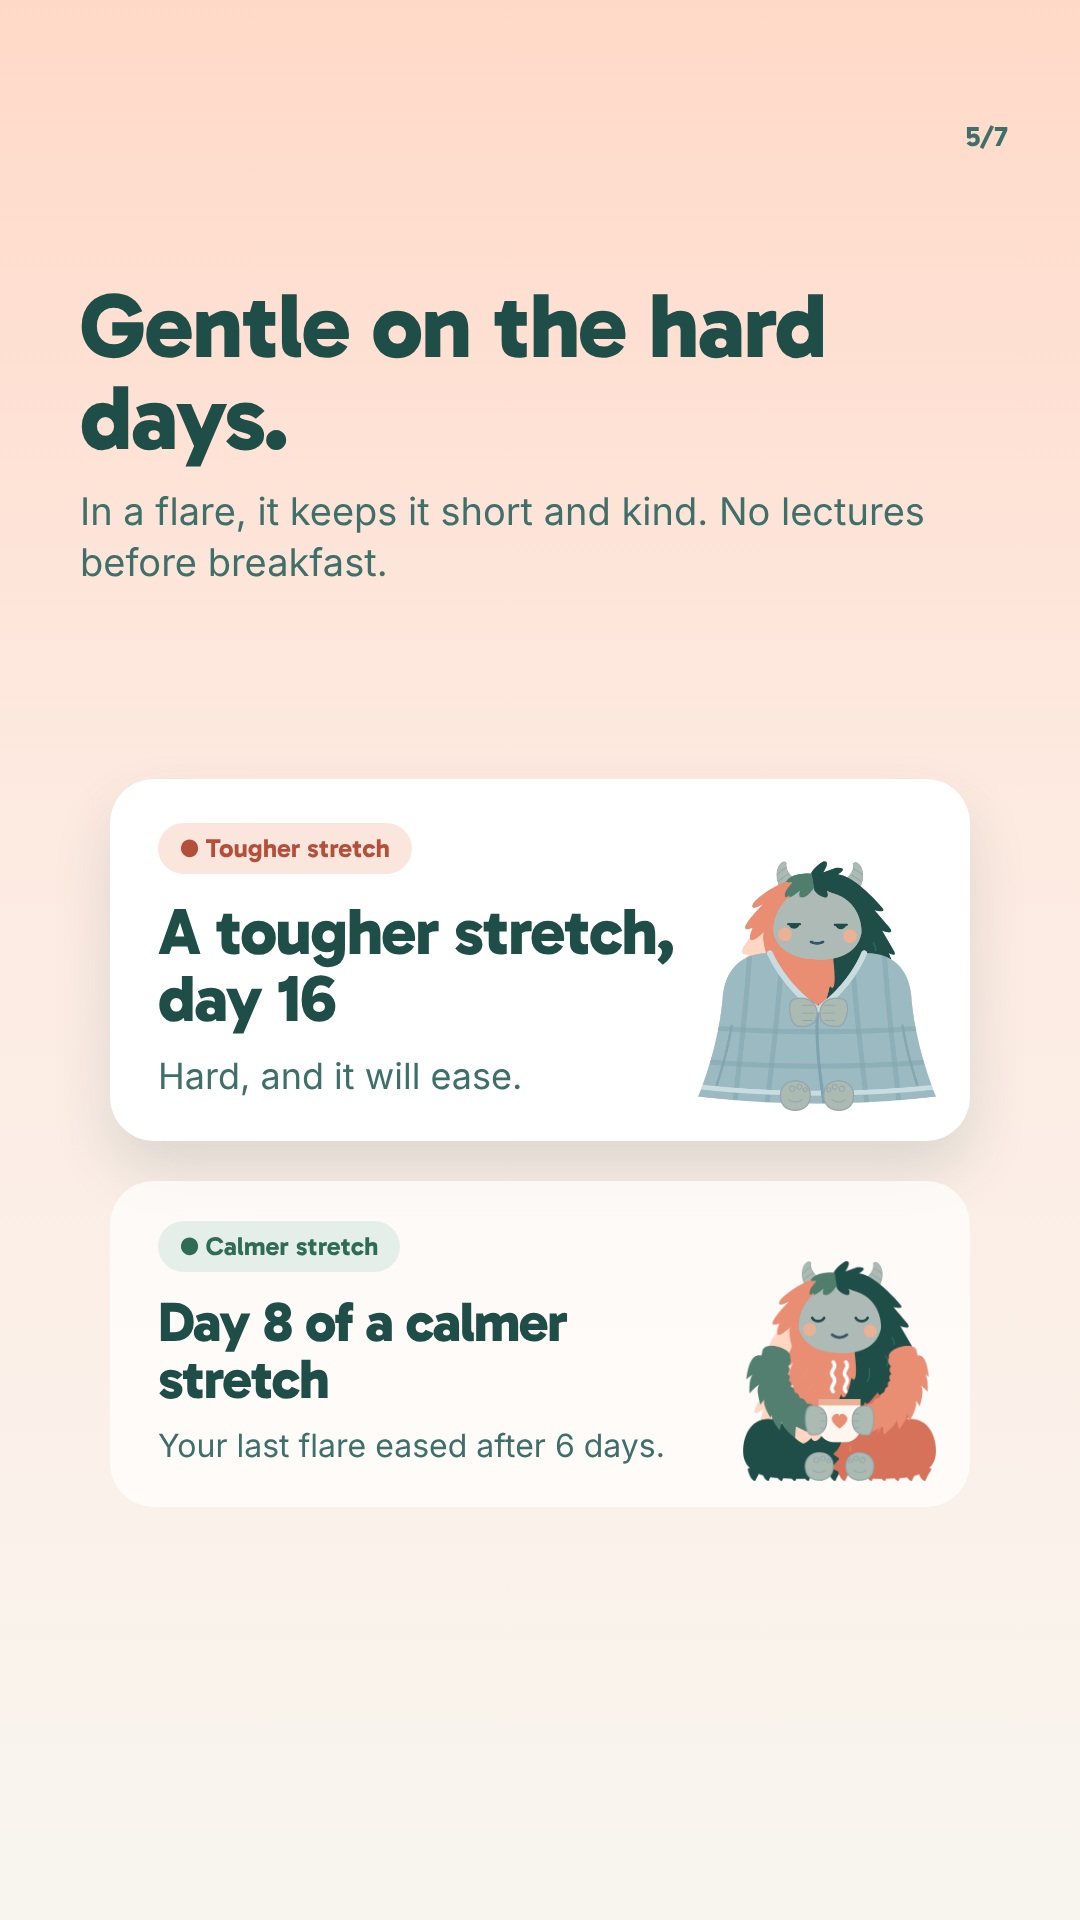 5/7
Gentle on the hard
days.
In a flare, it keeps it short and kind. No lectures
before breakfast.
Tougher stretch
A tougher stretch,
day 16
Hard, and it will ease.
Calmer stretch
Day 8 of a calmer
stretch
Your last flare eased after 6 days.